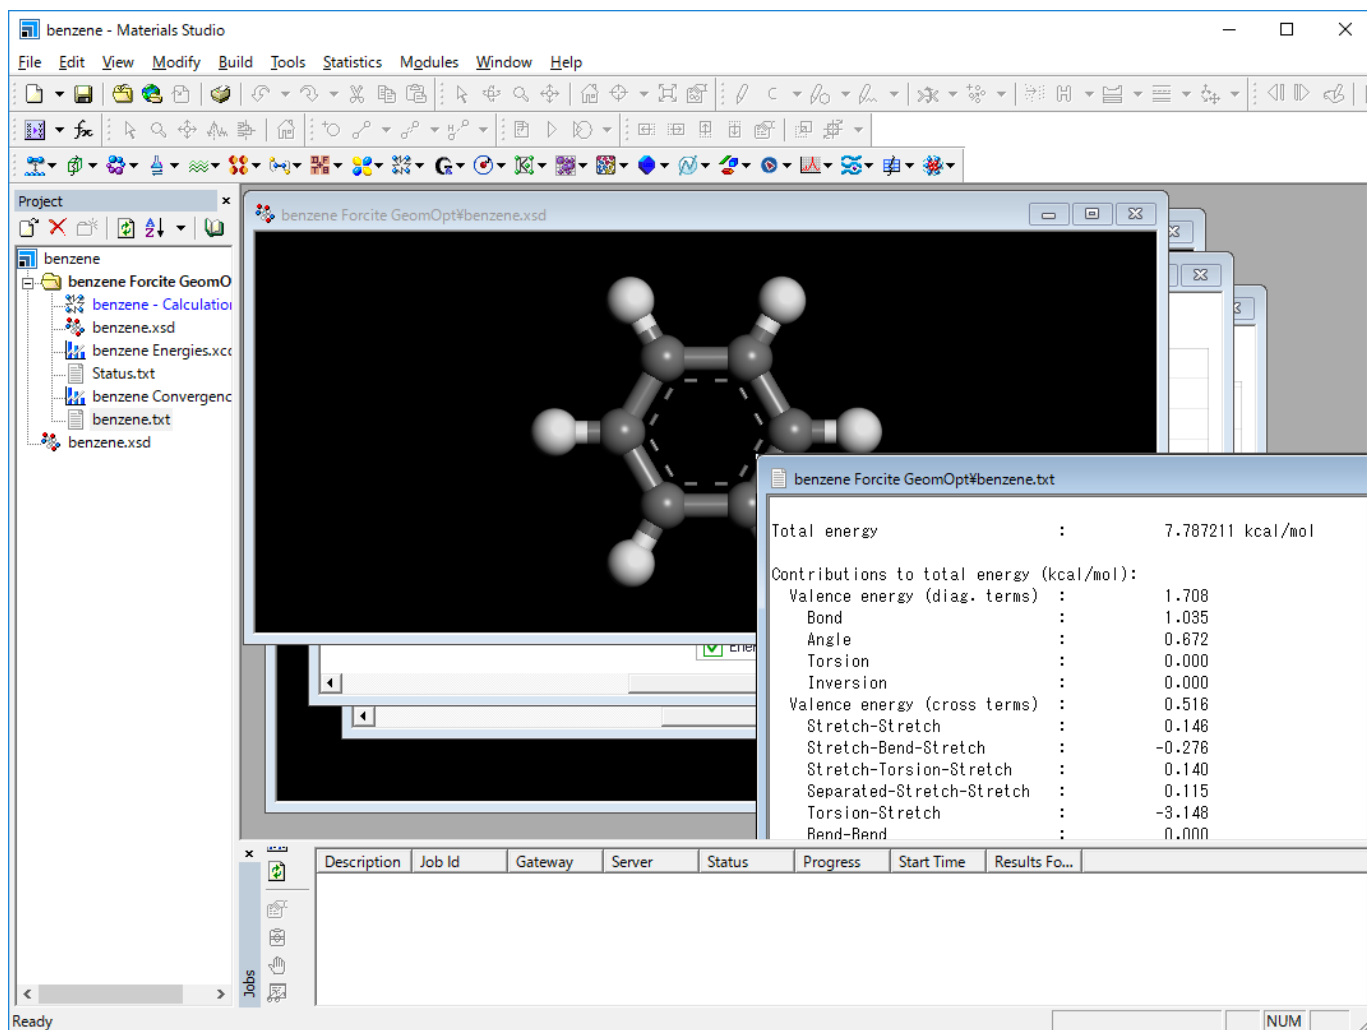 benzene - Materials Studio
File Edit View Modify Build Tools Statistics Modules Window Help
Project
benzene
benzene Forcite GeomO
benzene - Calculation
benzene.xsd
benzene Energies.xcd
Status.txt
benzene Convergenc
benzene.txt
benzene.xsd
benzene Forcite GeomOpt¥benzene.xsd
benzene Forcite GeomOpt¥benzene.txt
Total energy : 7.787211 kcal/mol
Contributions to total energy (kcal/mol):
Valence energy (diag. terms) : 1.708
Bond : 1.035
Angle : 0.672
Torsion : 0.000
Inversion : 0.000
Valence energy (cross terms) : 0.516
Stretch-Stretch : 0.146
Stretch-Bend-Stretch : -0.276
Stretch-Torsion-Stretch : 0.140
Separated-Stretch-Stretch : 0.115
Torsion-Stretch : -3.148
Bend-Bend : 0.000
Jobs
Description Job Id Gateway Server Status Progress Start Time Results Fo...
Ready
NUM